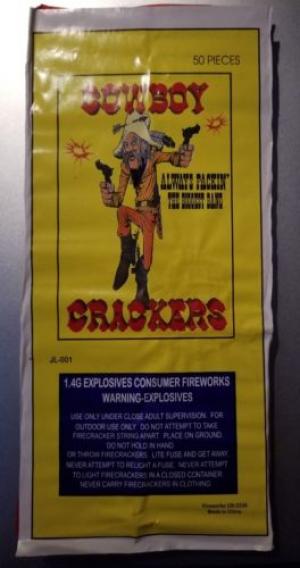 50 PIECES
COWBOY
ALWAYS PACKIN'
THE BIGGEST BANG
CRACKERS
JL-001
1.4G EXPLOSIVES CONSUMER FIREWORKS
WARNING-EXPLOSIVES
USE ONLY UNDER CLOSE ADULT SUPERVISION. FOR
OUTDOOR USE ONLY. DO NOT ATTEMPT TO TAKE
FIRECRACKER STRING APART. PLACE ON GROUND.
DO NOT HOLD IN HAND
OR THROW FIRECRACKERS. LITE FUSE AND GET AWAY.
NEVER ATTEMPT TO RELIGHT A FUSE. NEVER ATTEMPT
TO LIGHT FIRECRACKERS IN A CLOSED CONTAINER.
NEVER CARRY FIRECRACKERS IN CLOTHING.
Fireworks
Made in China